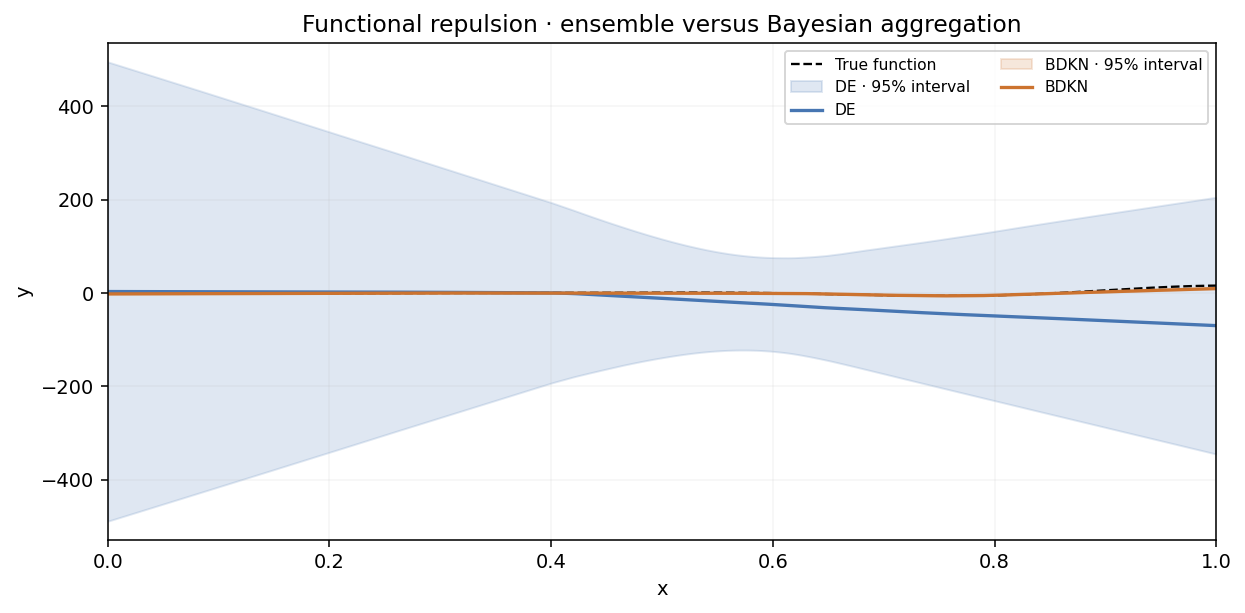 Functional repulsion · ensemble versus Bayesian aggregation
True function
DE · 95% interval
DE
BDKN · 95% interval
BDKN
y
400
200
0
−200
−400
0.0 0.2 0.4 0.6 0.8 1.0
x